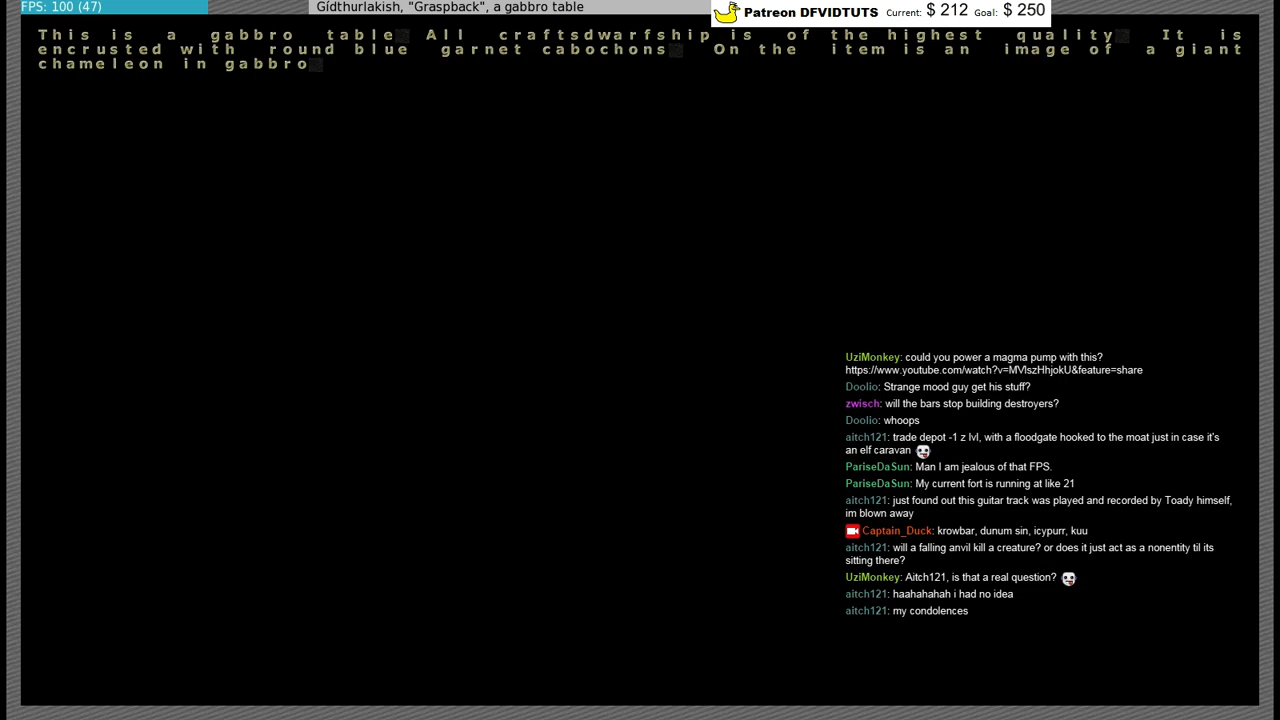 FPS: 100 (47)
Gídthurlakish, "Graspback", a gabbro table
Patreon DFVIDTUTS Current: $ 212 Goal: $ 250
This is a gabbro table. All craftsdwarfship is of the highest quality. It is
encrusted with round blue garnet cabochons. On the item is an image of a giant
chameleon in gabbro.
UziMonkey: could you power a magma pump with this?
https://www.youtube.com/watch?v=MVlszHhjokU&feature=share
Doolio: Strange mood guy get his stuff?
zwisch: will the bars stop building destroyers?
Doolio: whoops
aitch121: trade depot -1 z lvl, with a floodgate hooked to the moat just in case it's
an elf caravan
PariseDaSun: Man I am jealous of that FPS.
PariseDaSun: My current fort is running at like 21
aitch121: just found out this guitar track was played and recorded by Toady himself,
im blown away
Captain_Duck: krowbar, dunum sin, icypurr, kuu
aitch121: will a falling anvil kill a creature? or does it just act as a nonentity til its
sitting there?
UziMonkey: Aitch121, is that a real question?
aitch121: haahahahah i had no idea
aitch121: my condolences